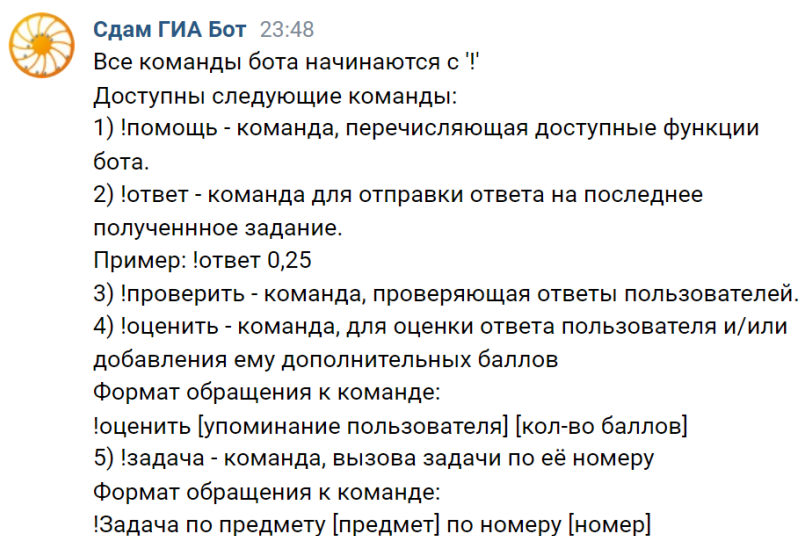 Сдам ГИА Бот 23:48
Все команды бота начинаются с '!'
Доступны следующие команды:
1) !помощь - команда, перечисляющая доступные функции
бота.
2) !ответ - команда для отправки ответа на последнее
полученнное задание.
Пример: !ответ 0,25
3) !проверить - команда, проверяющая ответы пользователей.
4) !оценить - команда, для оценки ответа пользователя и/или
добавления ему дополнительных баллов
Формат обращения к команде:
!оценить [упоминание пользователя] [кол-во баллов]
5) !задача - команда, вызова задачи по её номеру
Формат обращения к команде:
!Задача по предмету [предмет] по номеру [номер]